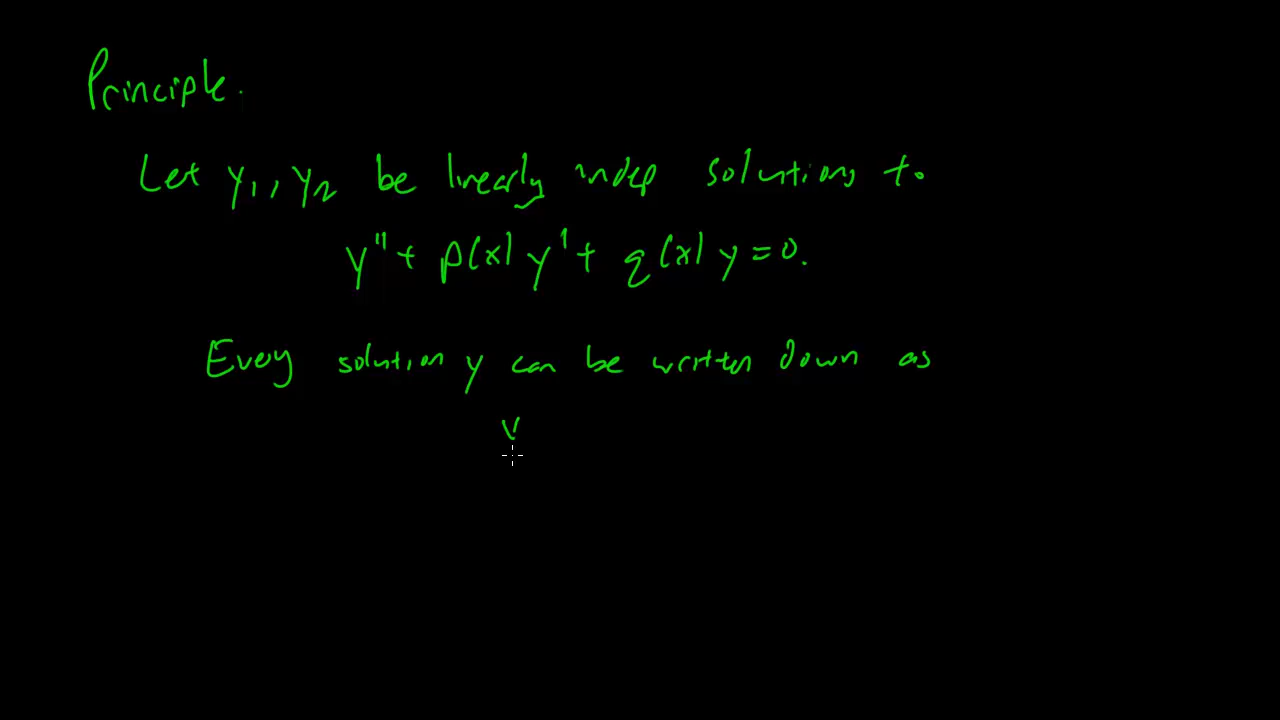 Principle.
Let y₁, y₂ be linearly indep solutions to
y'' + p(x) y' + q(x) y = 0.
Every solution y can be written down as